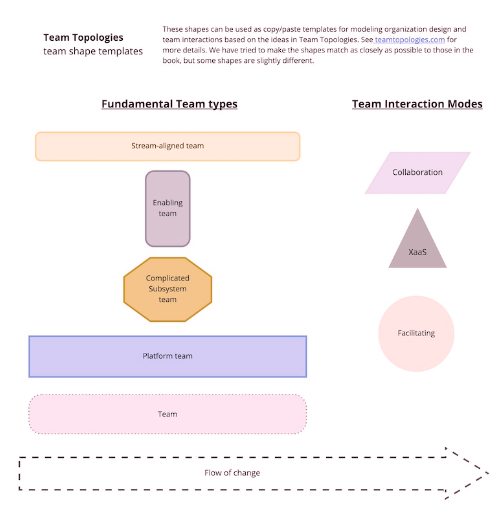 Team Topologies
team shape templates
These shapes can be used as copy/paste templates for modeling organization design and
team interactions based on the ideas in Team Topologies. See teamtopologies.com for
more details. We have tried to make the shapes match as closely as possible to those in the
book, but some shapes are slightly different.
Fundamental Team types
Stream-aligned team
Enabling
team
Complicated
Subsystem
team
Platform team
Team
Team Interaction Modes
Collaboration
XaaS
Facilitating
Flow of change